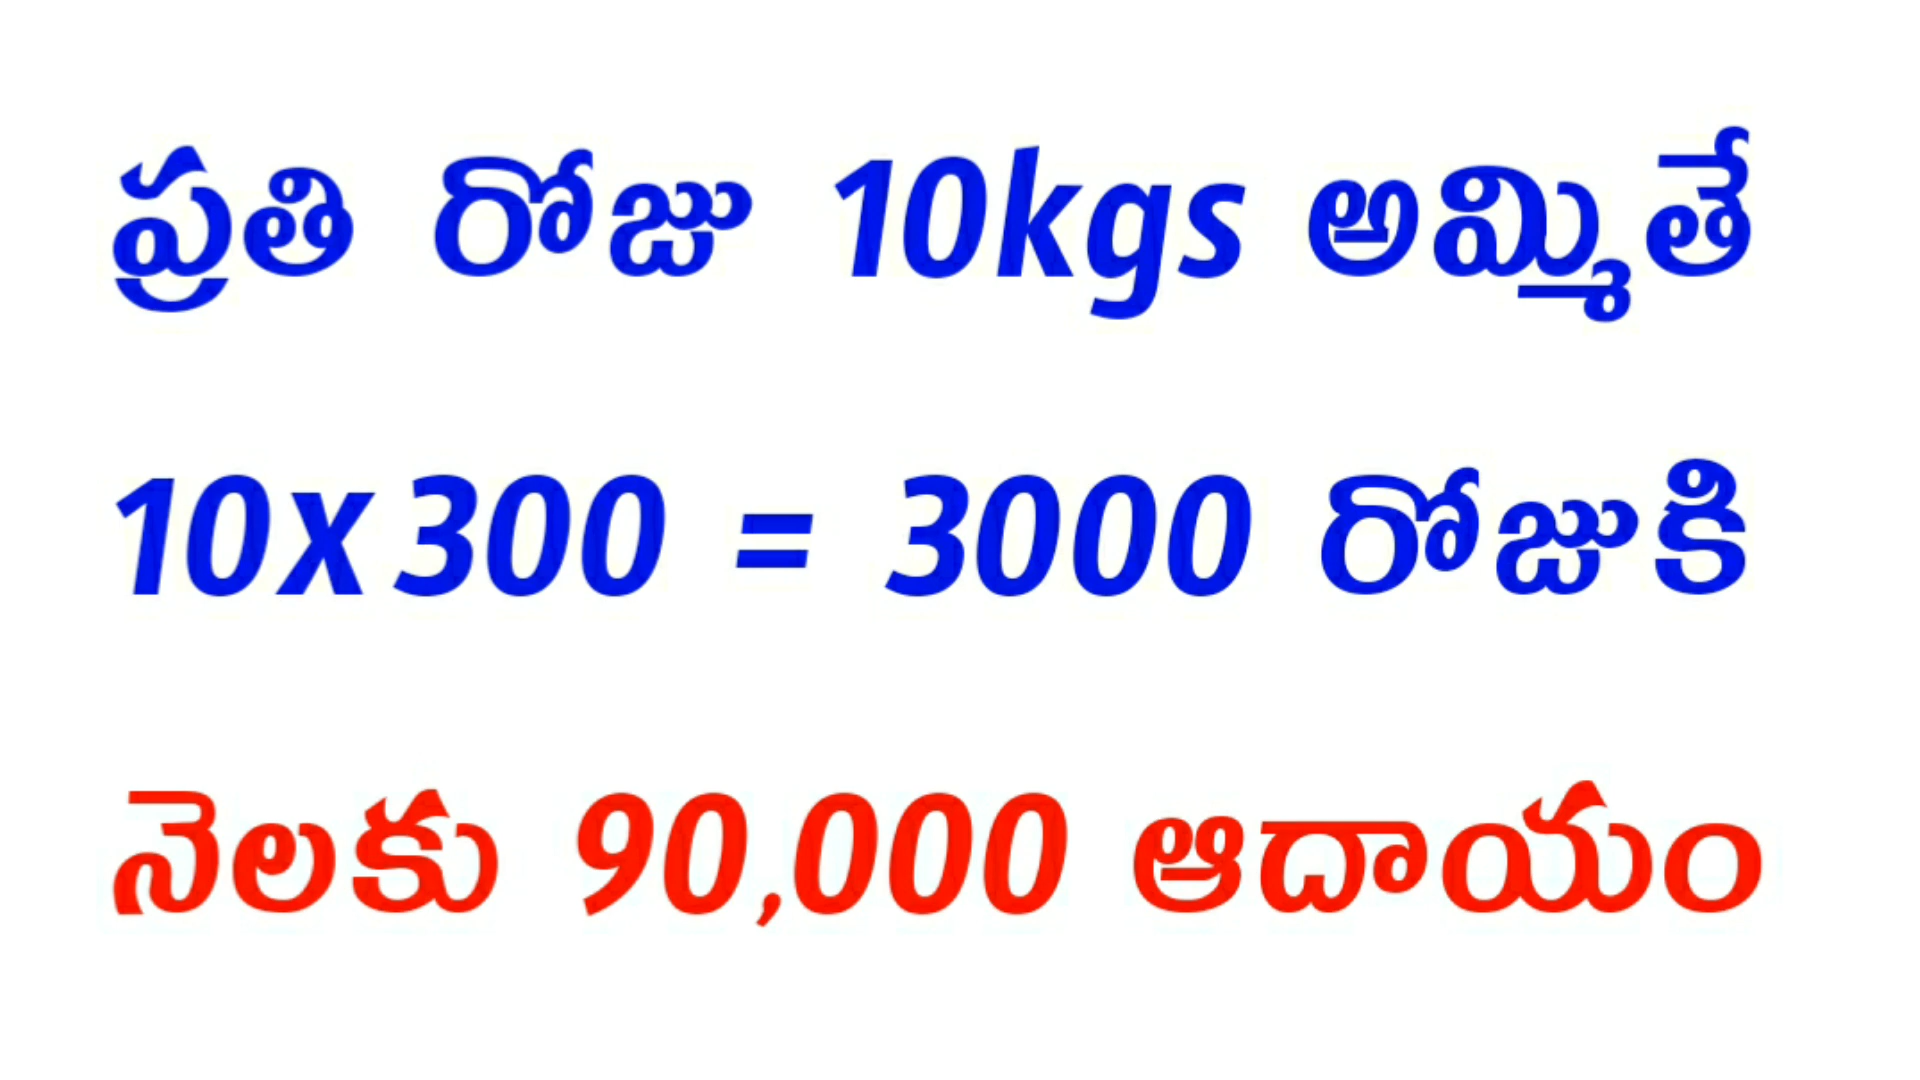 ప్రతి రోజు 10kgs అమ్మితే
10x300 = 3000 రోజుకి
నెలకు 90,000 ఆదాయం